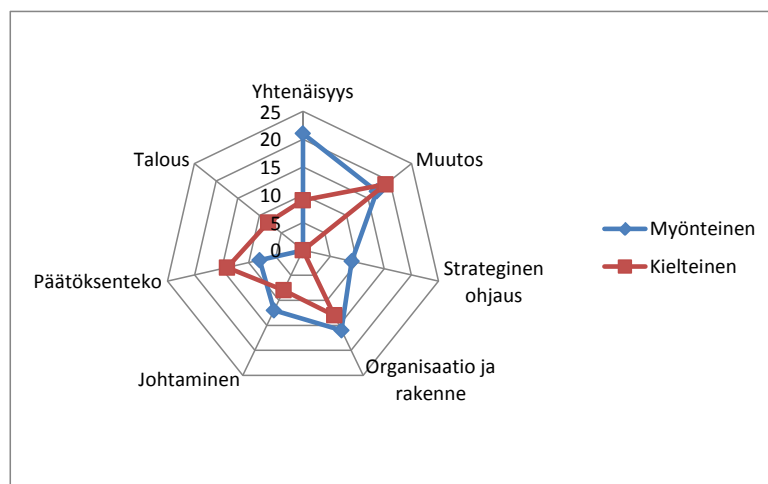 Yhtenäisyys
25
20
15
10
5
0
Muutos
Strateginen
ohjaus
Organisaatio ja
rakenne
Johtaminen
Päätöksenteko
Talous
Myönteinen
Kielteinen